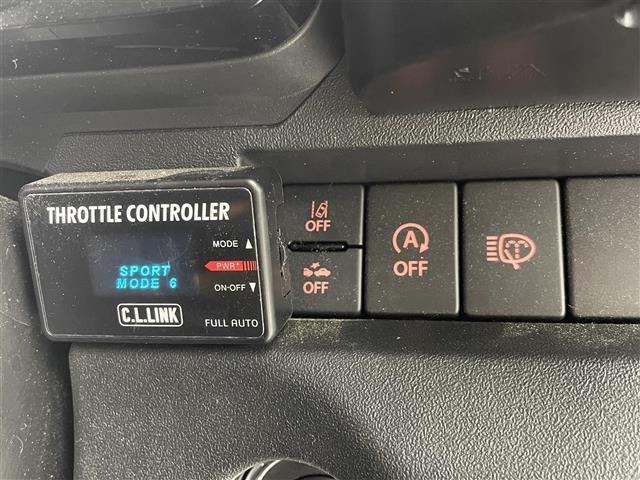 THROTTLE CONTROLLER
MODE ▲
PWR+
SPORT
MODE 6
ON-OFF ▼
C.L.LINK
FULL AUTO
OFF
OFF
A
OFF